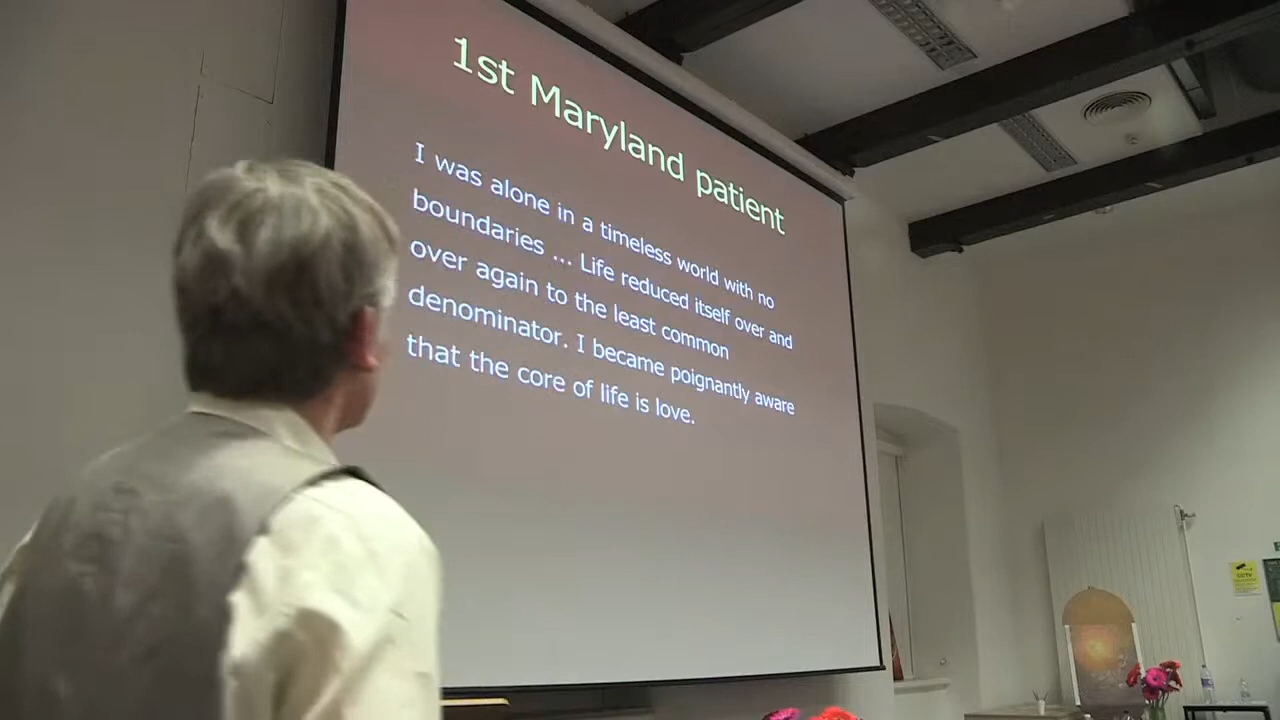 1st Maryland patient
I was alone in a timeless world with no
boundaries ... Life reduced itself over and
over again to the least common
denominator. I became poignantly aware
that the core of life is love.
CCTV